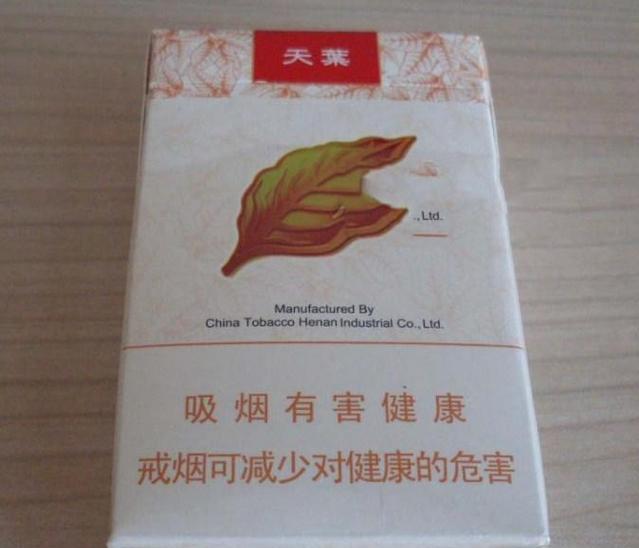 天葉
.,Ltd.
Manufactured By
China Tobacco Henan Industrial Co.,Ltd.
吸烟有害健康
戒烟可减少对健康的危害